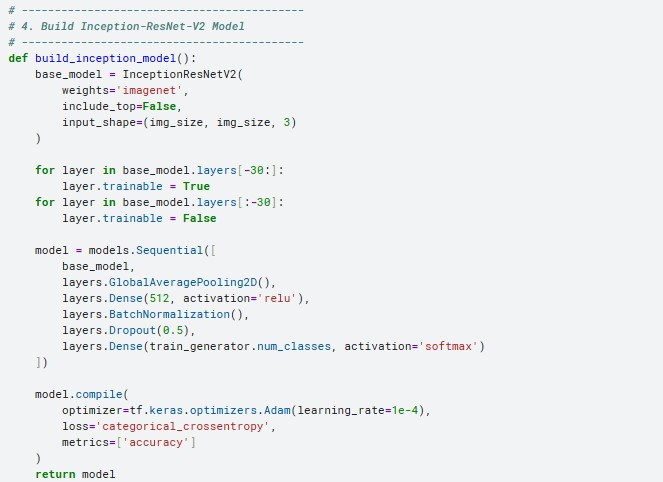 # -------------------------------------------
# 4. Build Inception-ResNet-V2 Model
# -------------------------------------------
def build_inception_model():
    base_model = InceptionResNetV2(
        weights='imagenet',
        include_top=False,
        input_shape=(img_size, img_size, 3)
    )

    for layer in base_model.layers[-30:]:
        layer.trainable = True
    for layer in base_model.layers[:-30]:
        layer.trainable = False

    model = models.Sequential([
        base_model,
        layers.GlobalAveragePooling2D(),
        layers.Dense(512, activation='relu'),
        layers.BatchNormalization(),
        layers.Dropout(0.5),
        layers.Dense(train_generator.num_classes, activation='softmax')
    ])

    model.compile(
        optimizer=tf.keras.optimizers.Adam(learning_rate=1e-4),
        loss='categorical_crossentropy',
        metrics=['accuracy']
    )
    return model